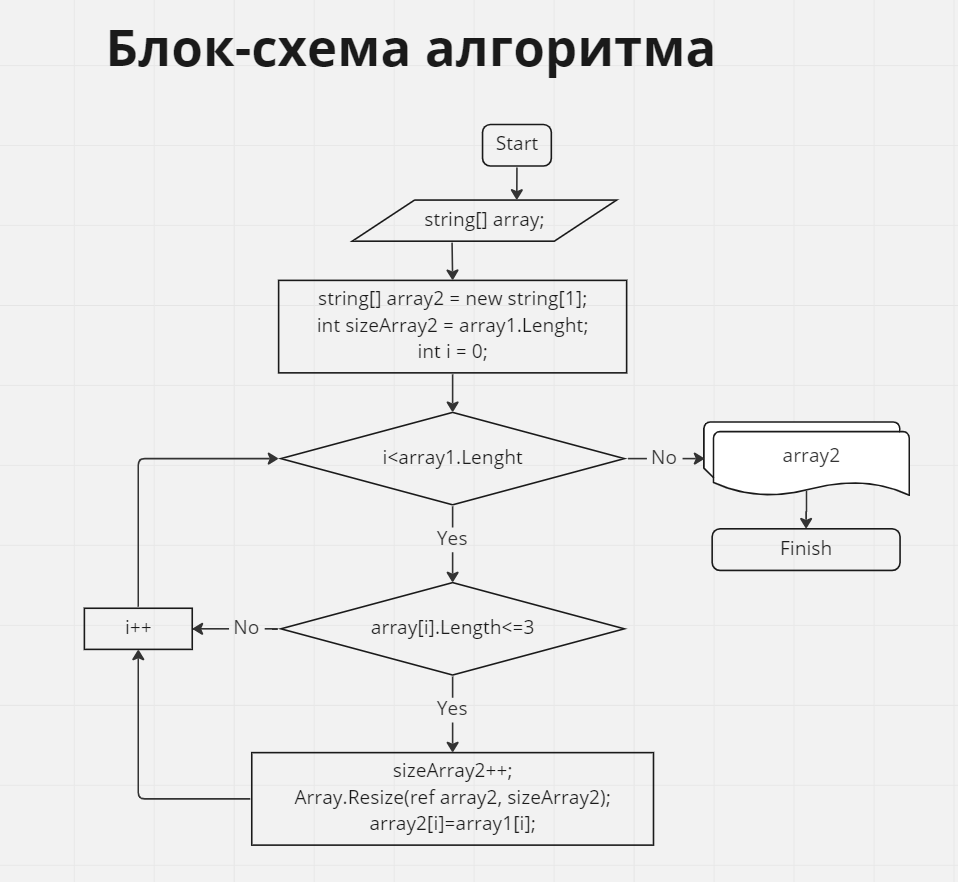 Блок-схема алгоритма
Start
string[] array;
string[] array2 = new string[1];
int sizeArray2 = array1.Lenght;
int i = 0;
i<array1.Lenght
No
array2
Finish
Yes
array[i].Length<=3
No
i++
Yes
sizeArray2++;
Array.Resize(ref array2, sizeArray2);
array2[i]=array1[i];